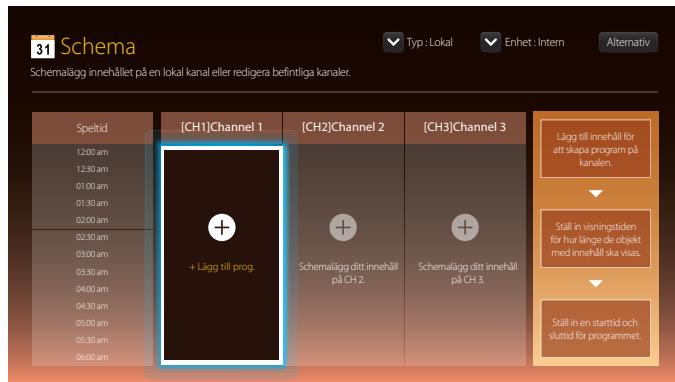 31 Schema
Typ : Lokal
Enhet : Intern
Alternativ
Schemalägg innehållet på en lokal kanal eller redigera befintliga kanaler.
Speltid
[CH1]Channel 1
[CH2]Channel 2
[CH3]Channel 3
12:00 am
12:30 am
01:00 am
01:30 am
02:00 am
02:30 am
03:00 am
03:30 am
04:00 am
04:30 am
05:00 am
05:30 am
06:00 am
+ Lägg till prog.
Schemalägg ditt innehåll
på CH 2.
Schemalägg ditt innehåll
på CH 3.
Lägg till innehåll för
att skapa program på
kanalen.
Ställ in visningstiden
för hur länge de objekt
med innehåll ska visas.
Ställ in en starttid och
sluttid för programmet.